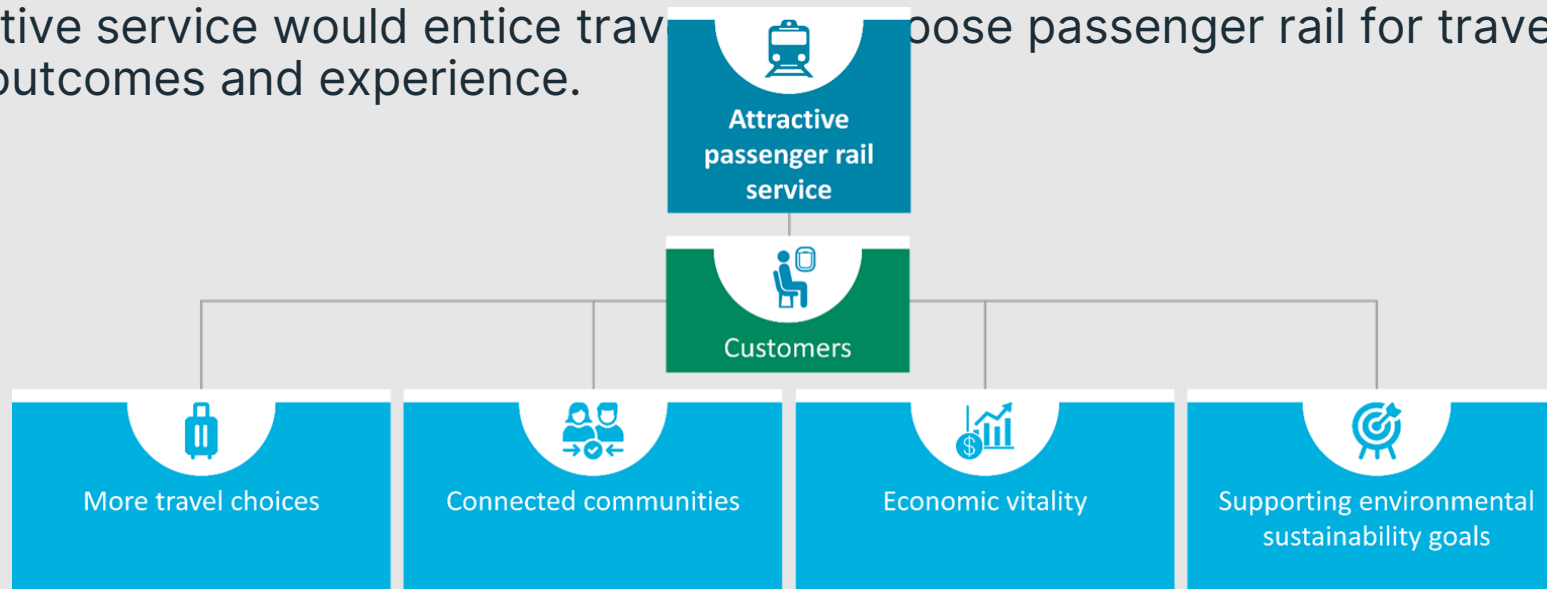 tive service would entice trav oose passenger rail for trave
outcomes and experience.
Attractive
passenger rail
service
Customers
More travel choices
Connected communities
Economic vitality
Supporting environmental
sustainability goals